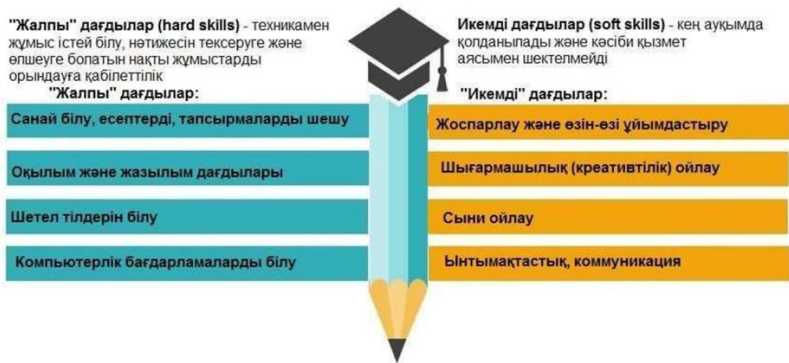 "Жалпы" дағдылар (hard skills) - техникамен
жұмыс істей білу, нәтижесін тексеруге және
өлшеуге болатын нақты жұмыстарды
орындауға қабілеттілік
"Жалпы" дағдылар:
Санай білу, есептерді, тапсырмаларды шешу
Оқылым және жазылым дағдылары
Шетел тілдерін білу
Компьютерлік бағдарламаларды білу
Икемді дағдылар (soft skills) - кең ауқымда
қолданылады және кәсіби қызмет
аясымен шектелмейді
"Икемді" дағдылар:
Жоспарлау және өзін-өзі ұйымдастыру
Шығармашылық (креативтілік) ойлау
Сыни ойлау
Ынтымақтастық, коммуникация